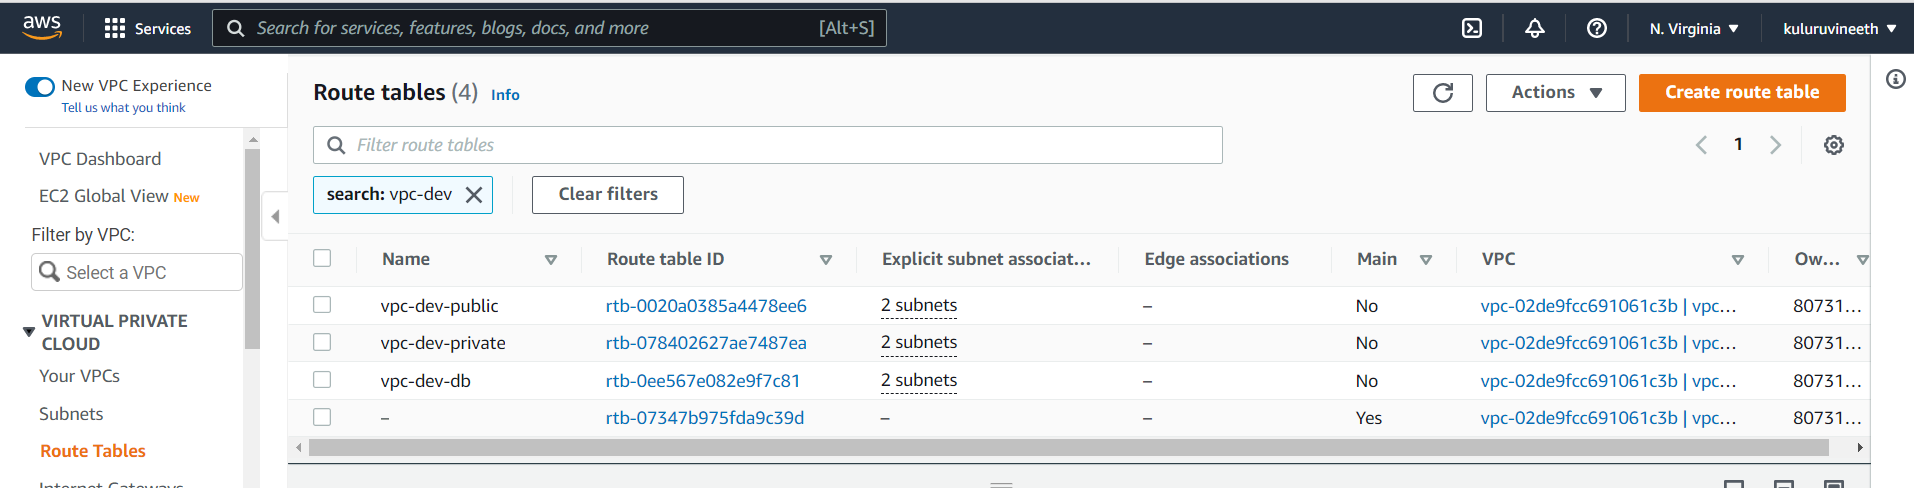 aws Services Search for services, features, blogs, docs, and more [Alt+S] N. Virginia kuluruvineeth
New VPC Experience
Tell us what you think
VPC Dashboard
EC2 Global View New
Filter by VPC:
Select a VPC
VIRTUAL PRIVATE
CLOUD
Your VPCs
Subnets
Route Tables
Internet Gateways
Route tables (4) Info
Actions
Create route table
Filter route tables
1
search: vpc-dev
Clear filters
Name Route table ID Explicit subnet associat... Edge associations Main VPC Ow...
vpc-dev-public rtb-0020a0385a4478ee6 2 subnets – No vpc-02de9fcc691061c3b | vpc... 80731...
vpc-dev-private rtb-078402627ae7487ea 2 subnets – No vpc-02de9fcc691061c3b | vpc... 80731...
vpc-dev-db rtb-0ee567e082e9f7c81 2 subnets – No vpc-02de9fcc691061c3b | vpc... 80731...
– rtb-07347b975fda9c39d – – Yes vpc-02de9fcc691061c3b | vpc... 80731...